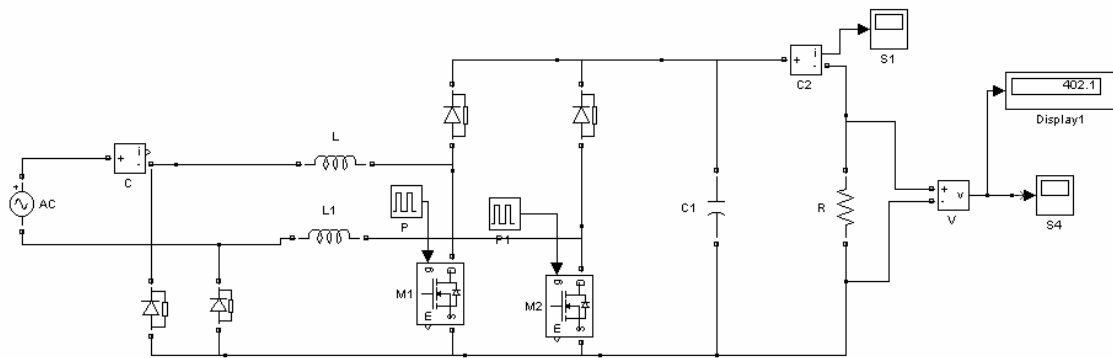 i
S1
+
-
C2
402.1
Display1
L
+
i
-
C
+
AC
P
L1
P1
C1
R
+
-
v
V
S4
g
D
M1
m
S
g
D
M2
m
S